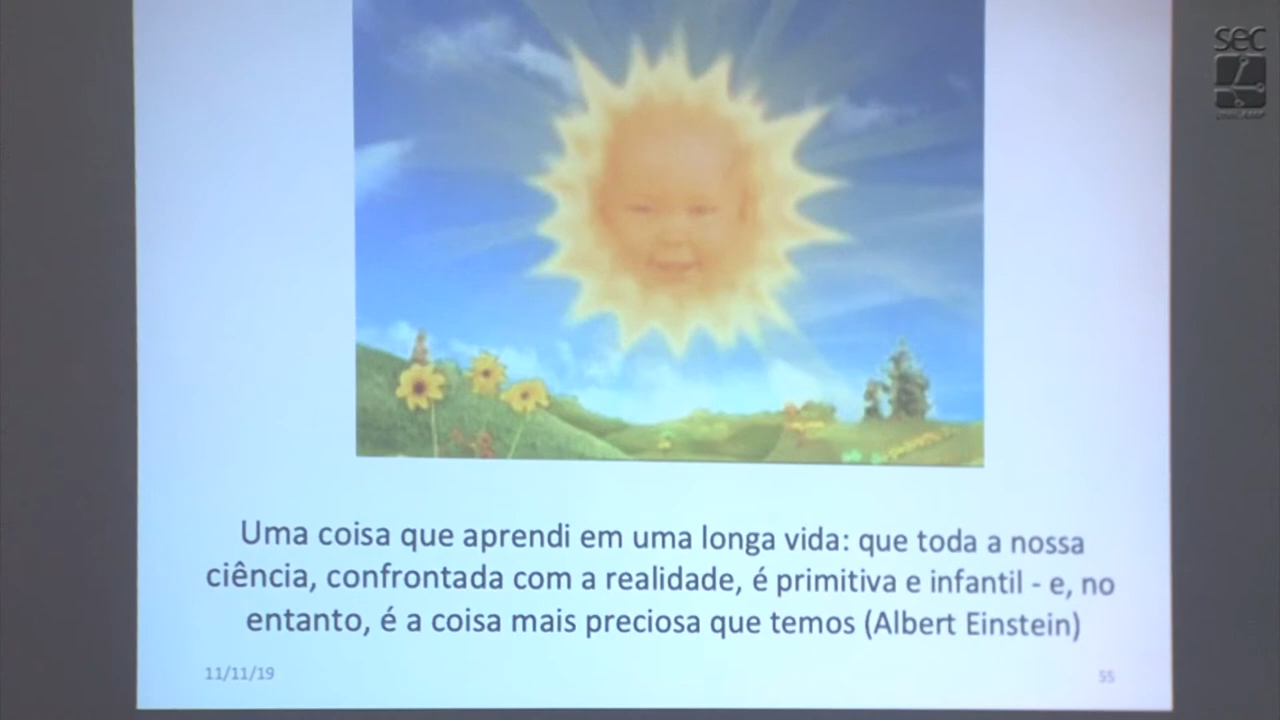 sec
Uma coisa que aprendi em uma longa vida: que toda a nossa
ciência, confrontada com a realidade, é primitiva e infantil - e, no
entanto, é a coisa mais preciosa que temos (Albert Einstein)
11/11/19
55